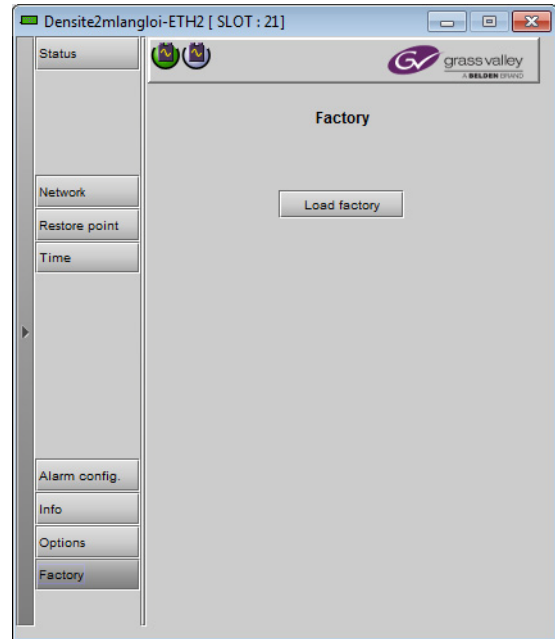 Densite2mlangloi-ETH2 [ SLOT : 21]
Status
grass valley
A BELDEN BRAND
Factory
Network
Load factory
Restore point
Time
Alarm config.
Info
Options
Factory